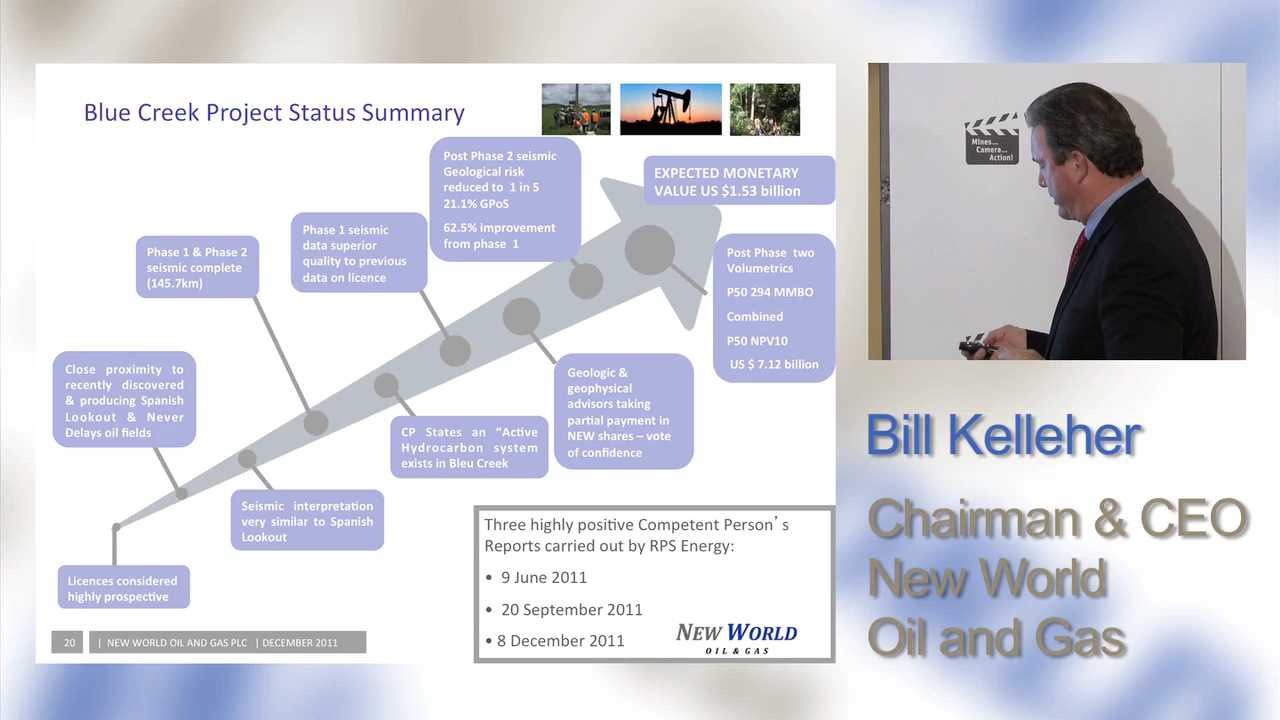 Blue Creek Project Status Summary
Post Phase 2 seismic
Geological risk
reduced to 1 in 5
21.1% GPoS
62.5% improvement
from phase 1
EXPECTED MONETARY
VALUE US $1.53 billion
Phase 1 seismic
data superior
quality to previous
data on licence
Phase 1 & Phase 2
seismic complete
(145.7km)
Post Phase two
Volumetrics
P50 294 MMBO
Combined
P50 NPV10
US $ 7.12 billion
Close proximity to
recently discovered
& producing Spanish
Lookout & Never
Delays oil fields
Geologic &
geophysical
advisors taking
partial payment in
NEW shares – vote
of confidence
CP States an “Active
Hydrocarbon system
exists in Bleu Creek
Seismic interpretation
very similar to Spanish
Lookout
Licences considered
highly prospective
Three highly positive Competent Person’s
Reports carried out by RPS Energy:
• 9 June 2011
• 20 September 2011
• 8 December 2011
NEW WORLD
OIL & GAS
20 | NEW WORLD OIL AND GAS PLC | DECEMBER 2011
Mines...
Camera...
Action!
Bill Kelleher
Chairman & CEO
New World
Oil and Gas